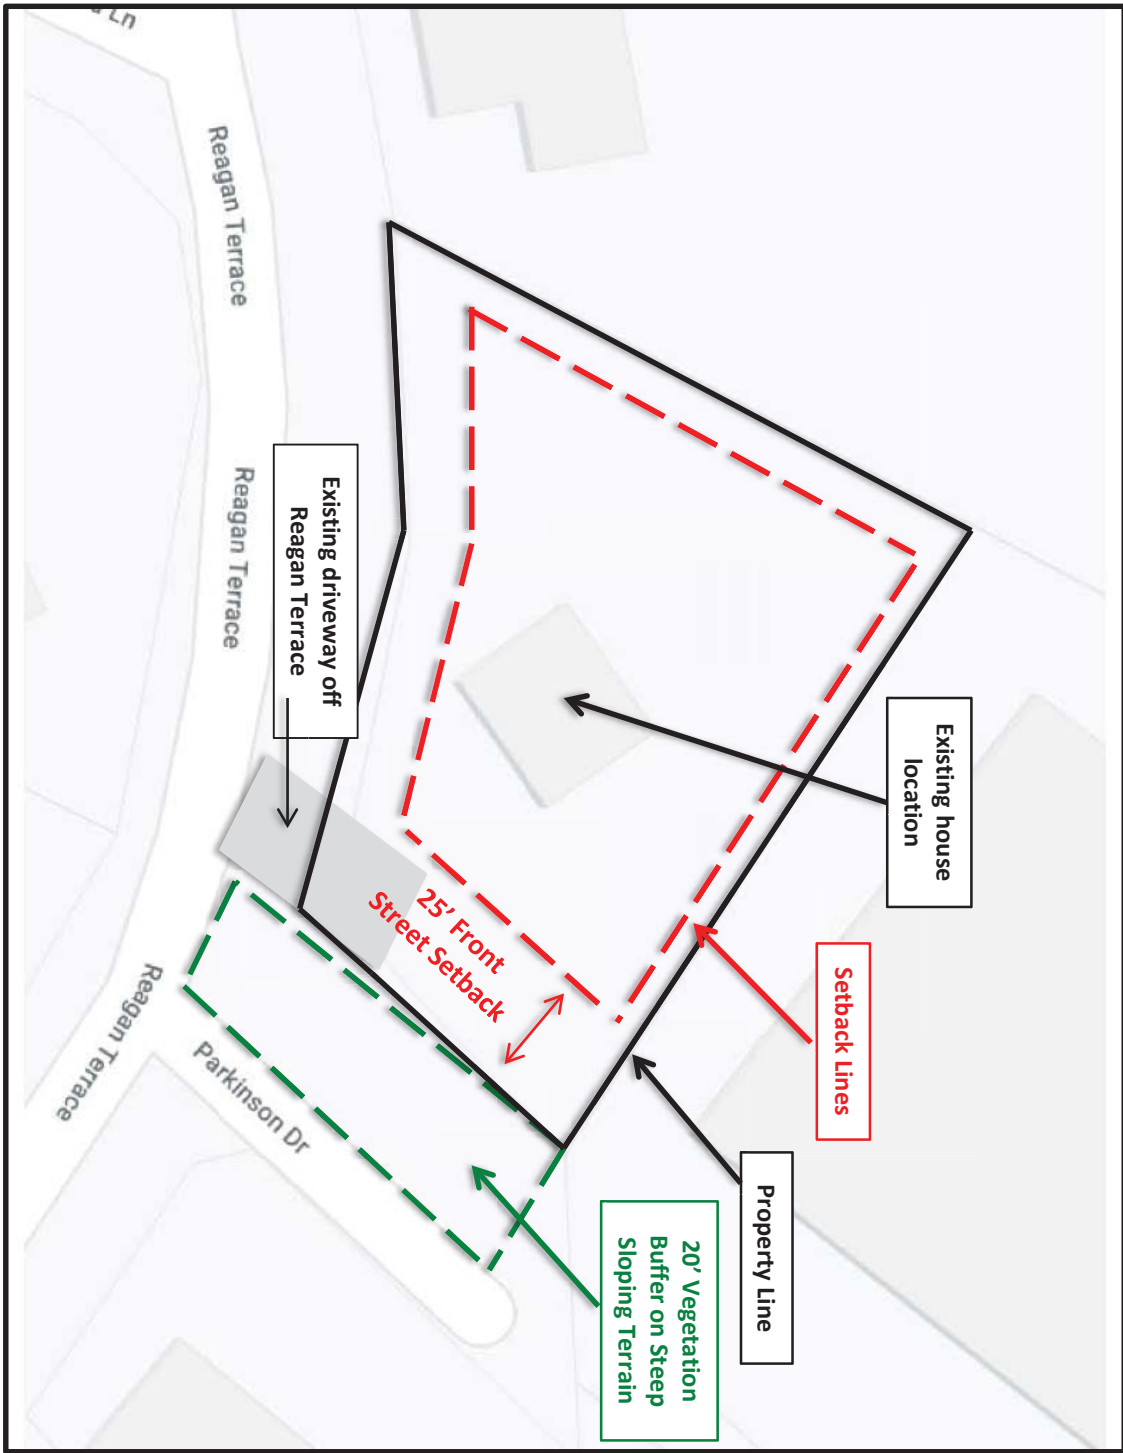 Ln
Reagan Terrace
Reagan Terrace
Existing driveway off
Reagan Terrace
Existing house
location
25’ Front
Street Setback
Setback Lines
Reagan Terrace
Parkinson Dr
Property Line
20’ Vegetation
Buffer on Steep
Sloping Terrain